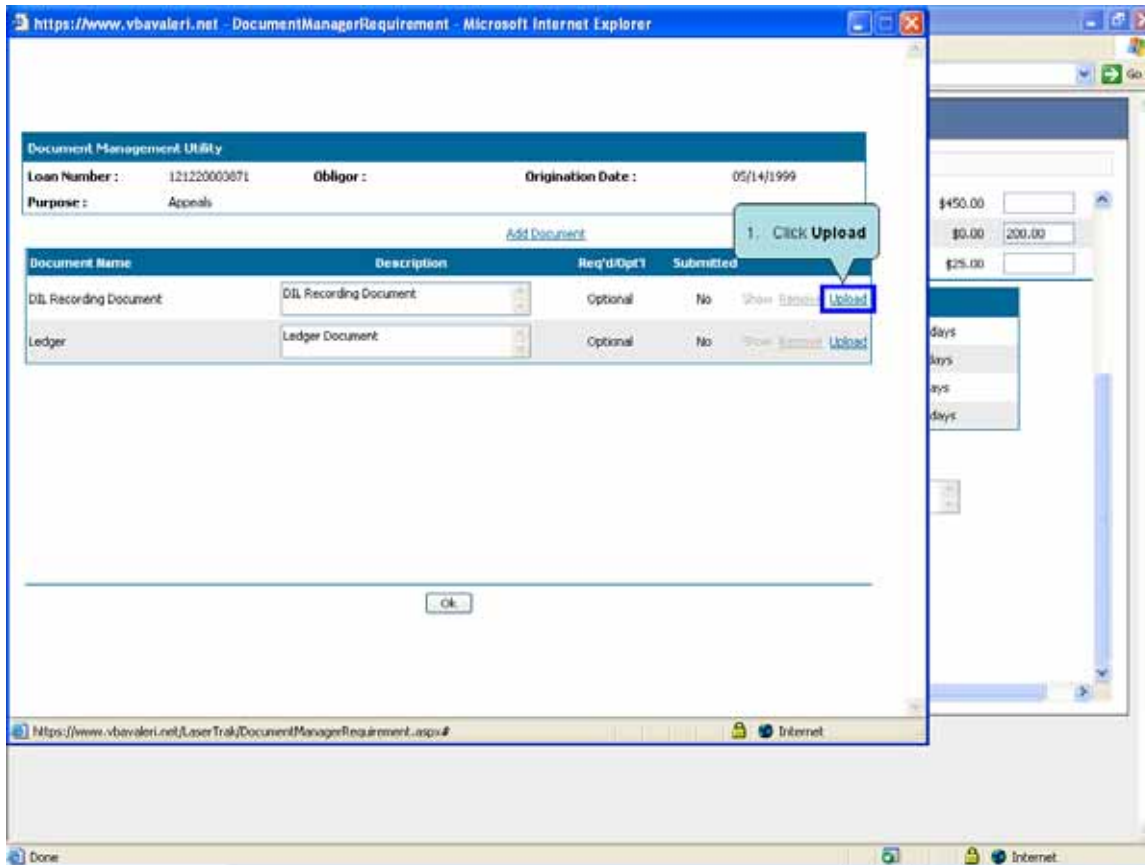 https://www.vbavaleri.net - DocumentManagerRequirement - Microsoft Internet Explorer
Go
Document Management Utility
Loan Number : 121220003871 Obligor : Origination Date : 05/14/1999
Purpose : Appeals
$450.00
Add Document
1. Click Upload
$0.00 200.00
Document Name Description Req'd/Opt'l Submitted
$25.00
DIL Recording Document DIL Recording Document Optional No Show Remove Upload
days
Ledger Ledger Document Optional No Show Remove Upload
days
days
days
Ok
https://www.vbavaleri.net/LaserTrak/DocumentManagerRequirement.aspx# Internet
Done Internet